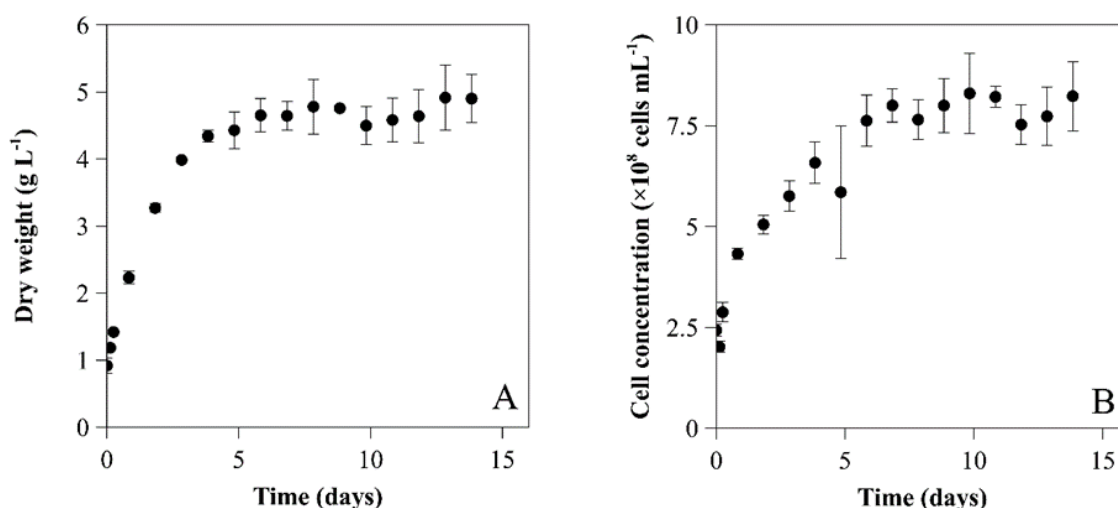 Dry weight (g L⁻¹)
6
5
4
3
2
1
0
0 5 10 15
Time (days)
A
Cell concentration (×10⁸ cells mL⁻¹)
10
7.5
5
2.5
0
0 5 10 15
Time (days)
B